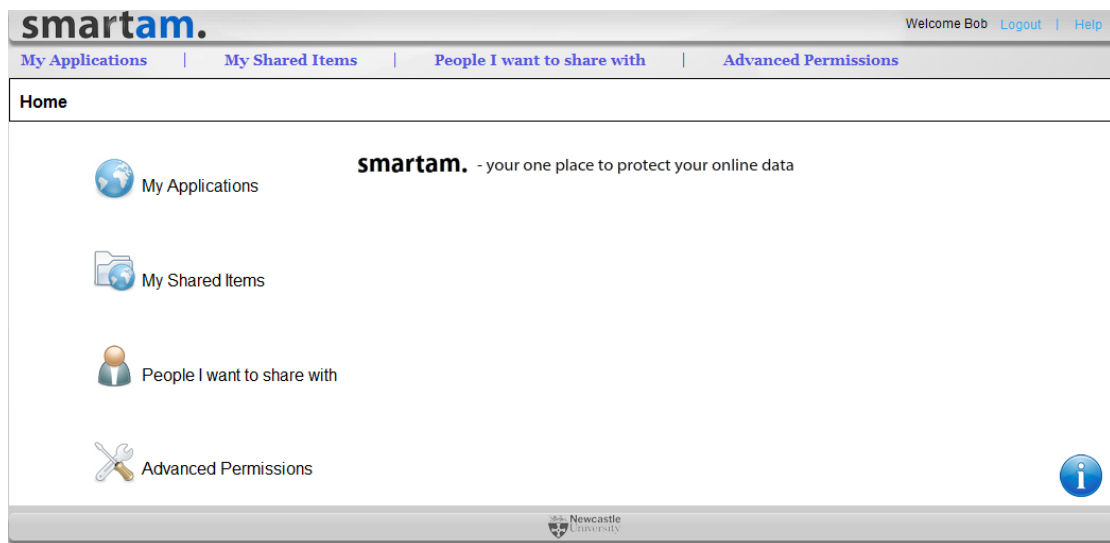 smartam.
Welcome Bob Logout | Help
My Applications | My Shared Items | People I want to share with | Advanced Permissions
Home
smartam. - your one place to protect your online data
My Applications
My Shared Items
People I want to share with
Advanced Permissions
i
Newcastle
University